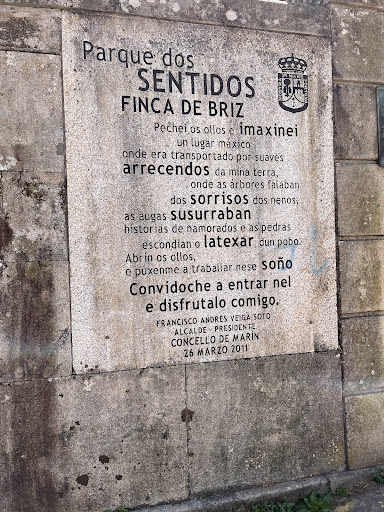 Parque dos
SENTIDOS
FINCA DE BRIZ
Pechei os ollos e imaxinei
un lugar máxico
onde era transportado por suaves
arrecendos da miña terra,
onde as árbores falaban
dos sorrisos dos nenos,
as augas susurraban
historias de namorados e as pedras
escondían o latexar dun pobo.
Abrín os ollos,
e púxenme a traballar nese soño
Convidoche a entrar nel
e disfrutalo comigo.
FRANCISCO ANDRÉS VEIGA SOTO
ALCALDE - PRESIDENTE
CONCELLO DE MARÍN
26 MARZO 2011